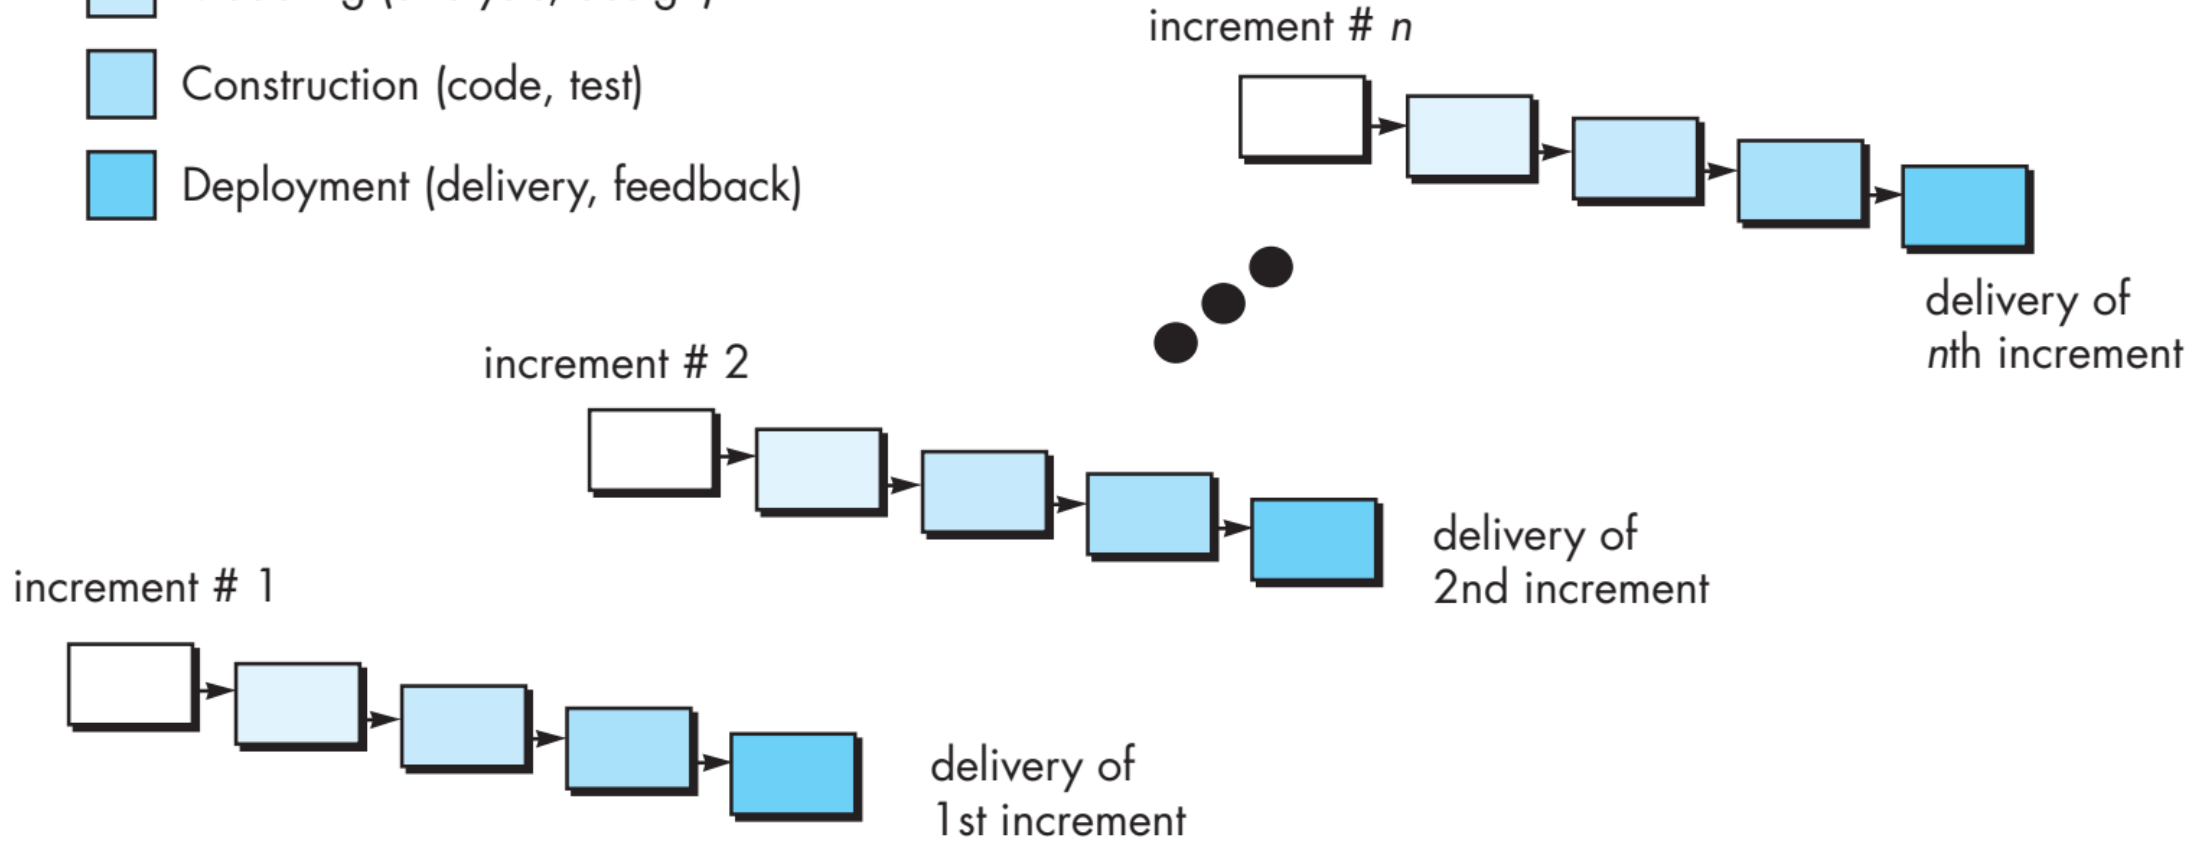 Construction (code, test)
Deployment (delivery, feedback)
increment # n
delivery of
nth increment
increment # 2
delivery of
2nd increment
increment # 1
delivery of
1st increment